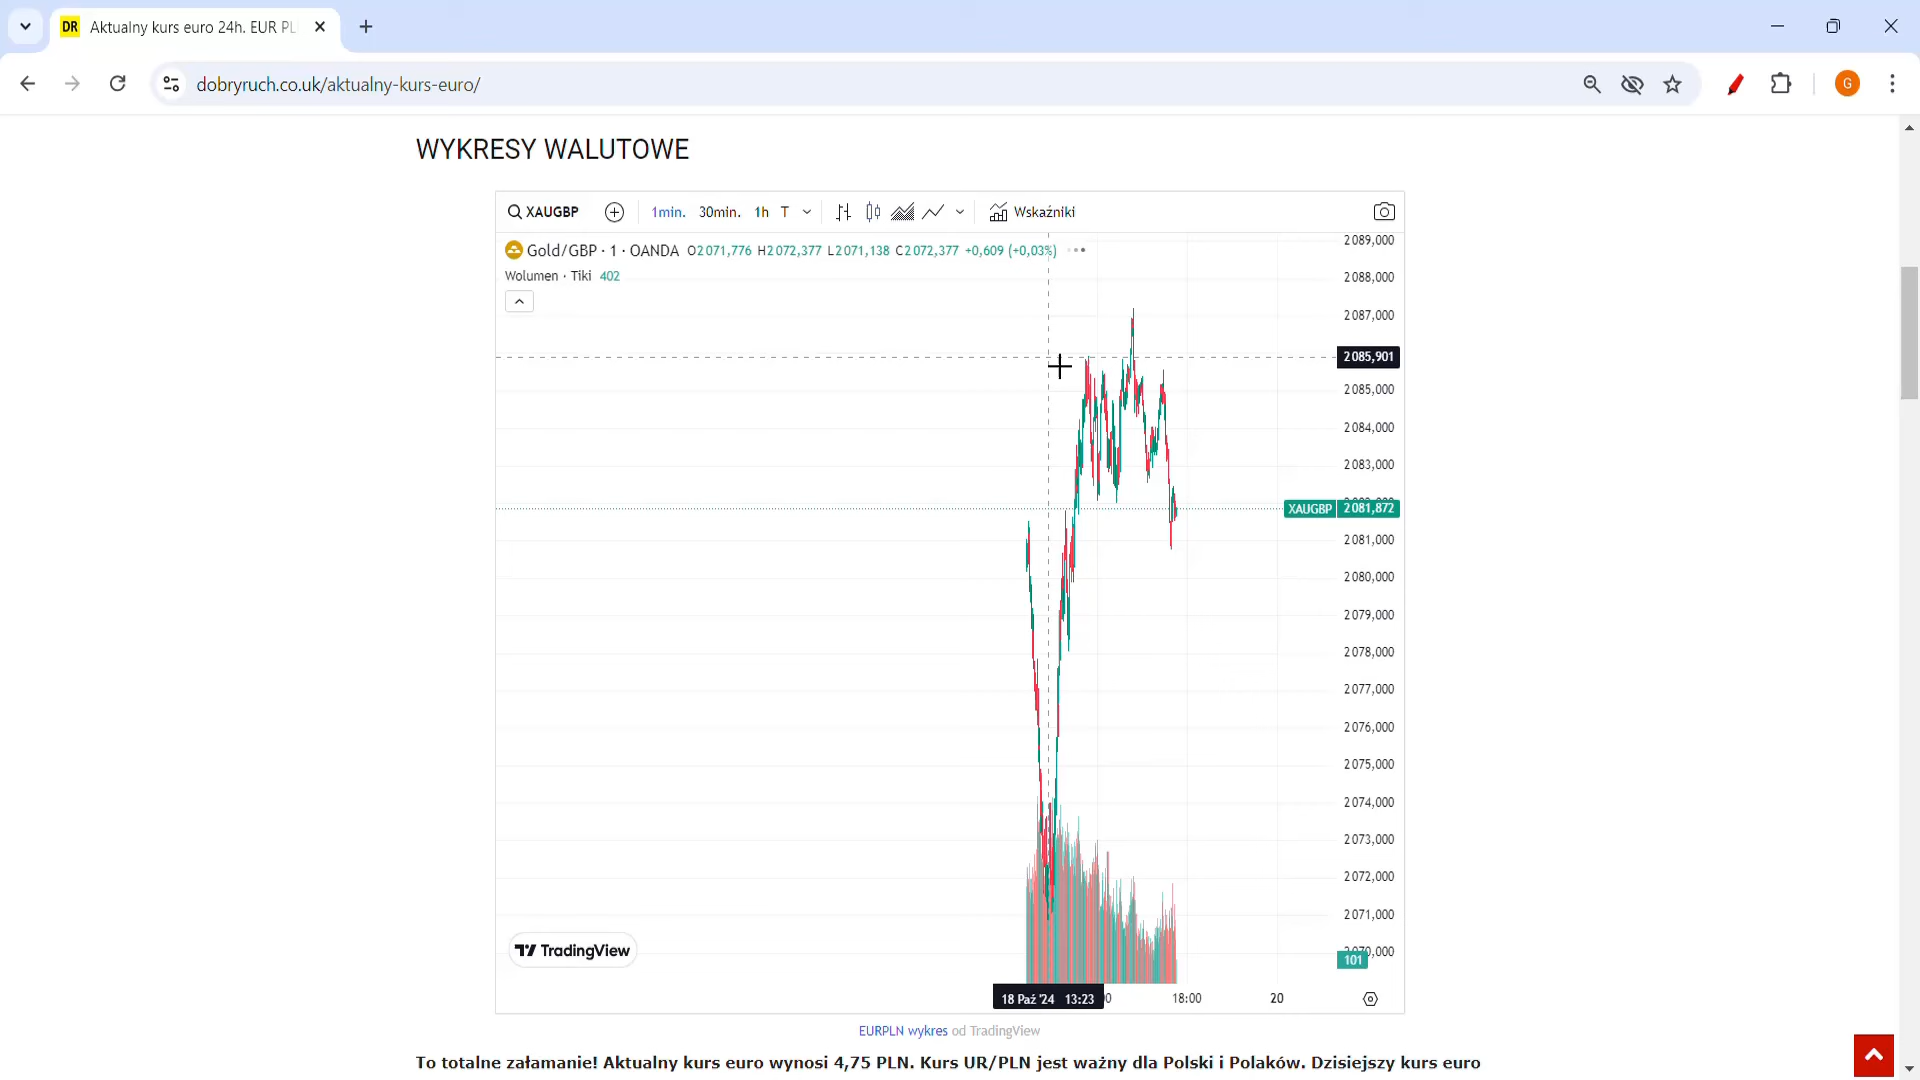 DR Aktualny kurs euro 24h. EUR PL
dobryruch.co.uk/aktualny-kurs-euro/
G
WYKRESY WALUTOWE
XAUGBP 1min. 30min. 1h T Wskaźniki
Gold/GBP · 1 · OANDA O2 071,776 H2 072,377 L2 071,138 C2 072,377 +0,609 (+0,03%)
Wolumen · Tiki 402
2 089,000
2 088,000
2 087,000
2 085,901
2 085,000
2 084,000
2 083,000
XAUGBP 2 081,872
2 081,000
2 080,000
2 079,000
2 078,000
2 077,000
2 076,000
2 075,000
2 074,000
2 073,000
2 072,000
2 071,000
TradingView
101
18 Paź '24 13:23 18:00 20
EURPLN wykres od TradingView
To totalne załamanie! Aktualny kurs euro wynosi 4,75 PLN. Kurs UR/PLN jest ważny dla Polski i Polaków. Dzisiejszy kurs euro